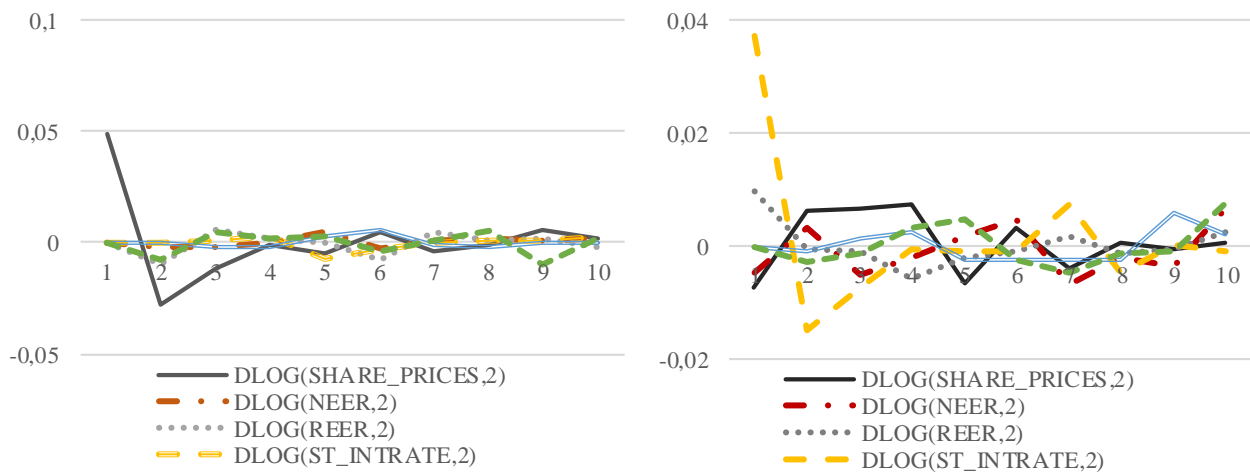 0,1
0,05
0
-0,05
1 2 3 4 5 6 7 8 9 10
DLOG(SHARE_PRICES,2)
DLOG(NEER,2)
DLOG(REER,2)
DLOG(ST_INTRATE,2)
0,04
0,02
0
-0,02
1 2 3 4 5 6 7 8 9 10
DLOG(SHARE_PRICES,2)
DLOG(NEER,2)
DLOG(REER,2)
DLOG(ST_INTRATE,2)